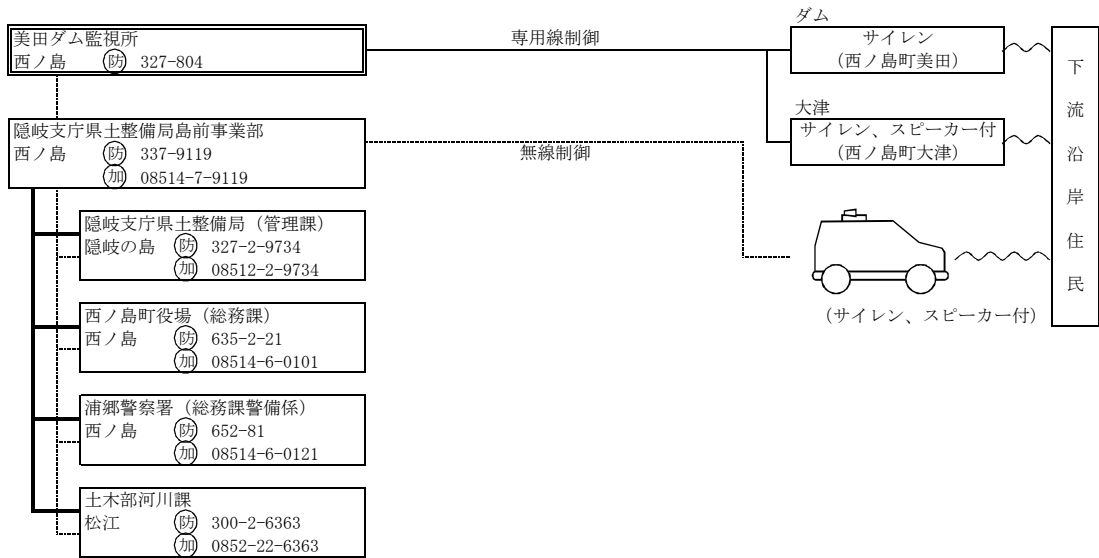 美田ダム監視所
西ノ島 防 327-804
隠岐支庁県土整備局島前事業部
西ノ島 防 337-9119
加 08514-7-9119
隠岐支庁県土整備局（管理課）
隠岐の島 防 327-2-9734
加 08512-2-9734
西ノ島町役場（総務課）
西ノ島 防 635-2-21
加 08514-6-0101
浦郷警察署（総務課警備係）
西ノ島 防 652-81
加 08514-6-0121
土木部河川課
松江 防 300-2-6363
加 0852-22-6363
専用線制御
無線制御
ダム
サイレン
（西ノ島町美田）
大津
サイレン、スピーカー付
（西ノ島町大津）
（サイレン、スピーカー付）
下流沿岸住民